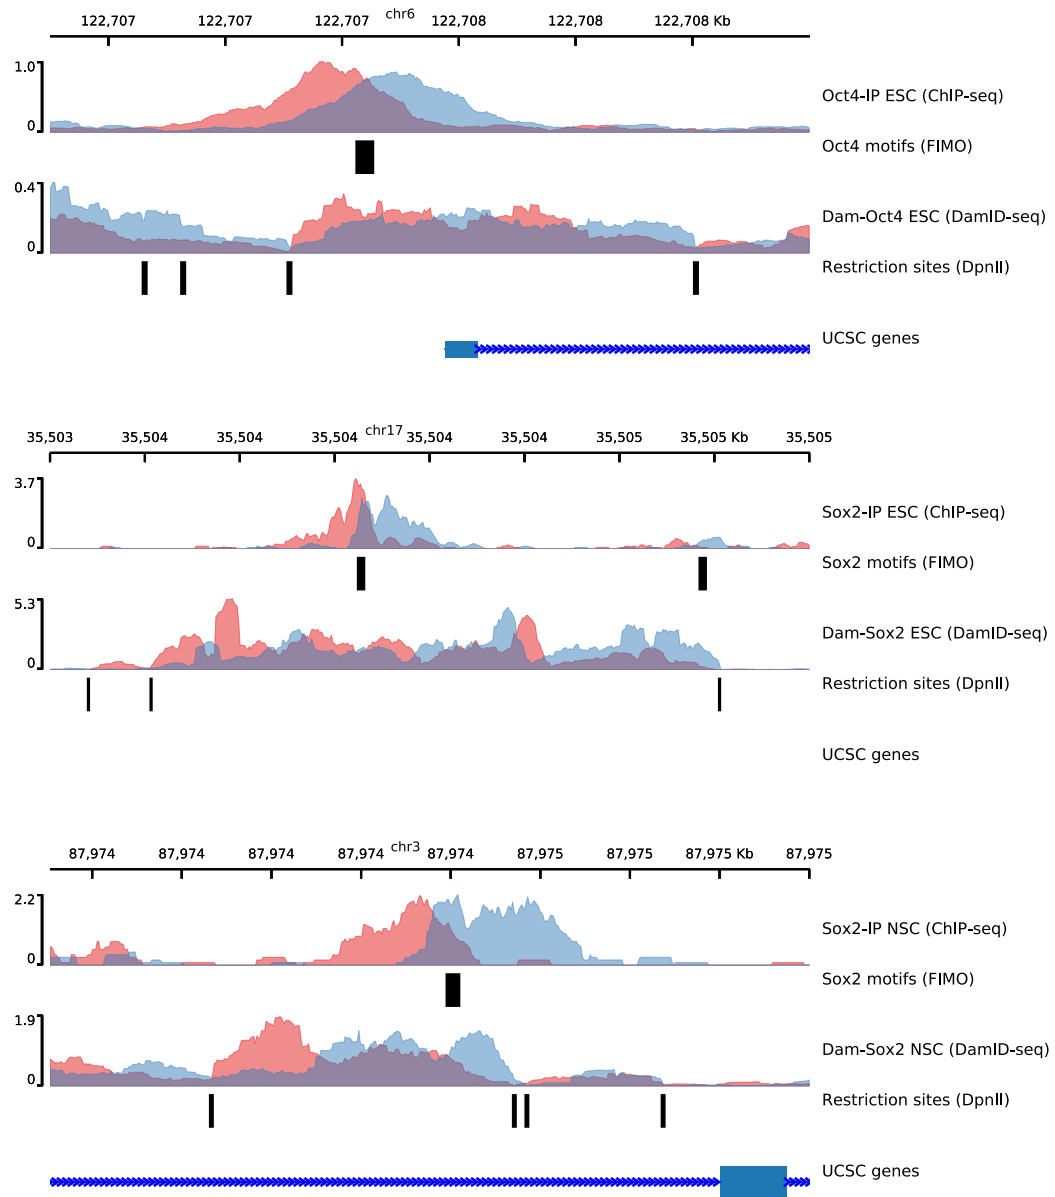 chr6
122,707 122,707 122,707 122,708 122,708 122,708 Kb
1.0
0
Oct4-IP ESC (ChIP-seq)
Oct4 motifs (FIMO)
0.4
0
Dam-Oct4 ESC (DamID-seq)
Restriction sites (DpnII)
UCSC genes
chr17
35,503 35,504 35,504 35,504 35,504 35,504 35,505 35,505 Kb 35,505
3.7
0
Sox2-IP ESC (ChIP-seq)
Sox2 motifs (FIMO)
5.3
0
Dam-Sox2 ESC (DamID-seq)
Restriction sites (DpnII)
UCSC genes
chr3
87,974 87,974 87,974 87,974 87,974 87,975 87,975 87,975 Kb 87,975
2.2
0
Sox2-IP NSC (ChIP-seq)
Sox2 motifs (FIMO)
1.9
0
Dam-Sox2 NSC (DamID-seq)
Restriction sites (DpnII)
UCSC genes